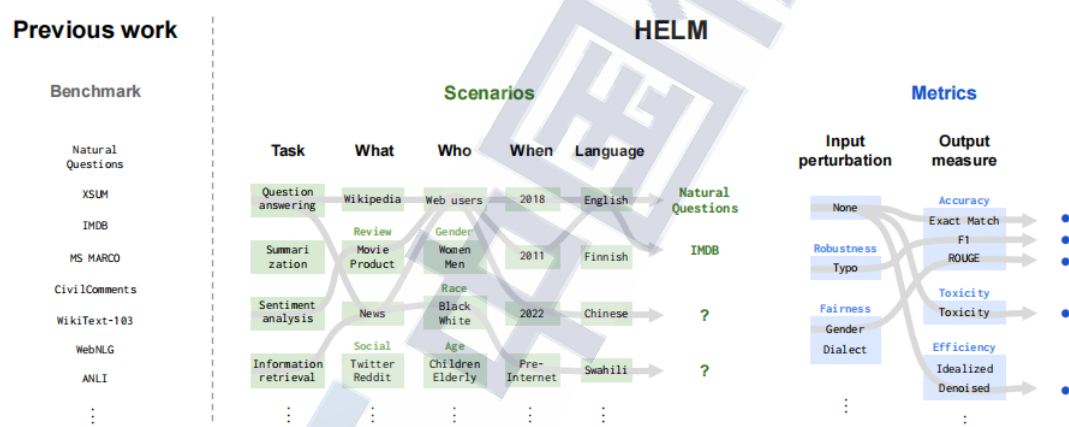 Previous work
HELM
Benchmark
Scenarios
Metrics
Natural
Questions
XSUM
IMDB
MS MARCO
CivilComments
WikiText-103
WebNLG
ANLI
Task
What
Who
When
Language
Question
answering
Wikipedia
Web users
2018
English
Natural
Questions
Summari
zation
Review
Movie
Product
Gender
Women
Men
2011
Finnish
IMDB
Sentiment
analysis
News
Race
Black
White
2022
Chinese
?
Information
retrieval
Social
Twitter
Reddit
Age
Children
Elderly
Pre-
Internet
Swahili
?
Input
perturbation
Output
measure
None
Robustness
Typo
Fairness
Gender
Dialect
Accuracy
Exact Match
F1
ROUGE
Toxicity
Toxicity
Efficiency
Idealized
Denoised